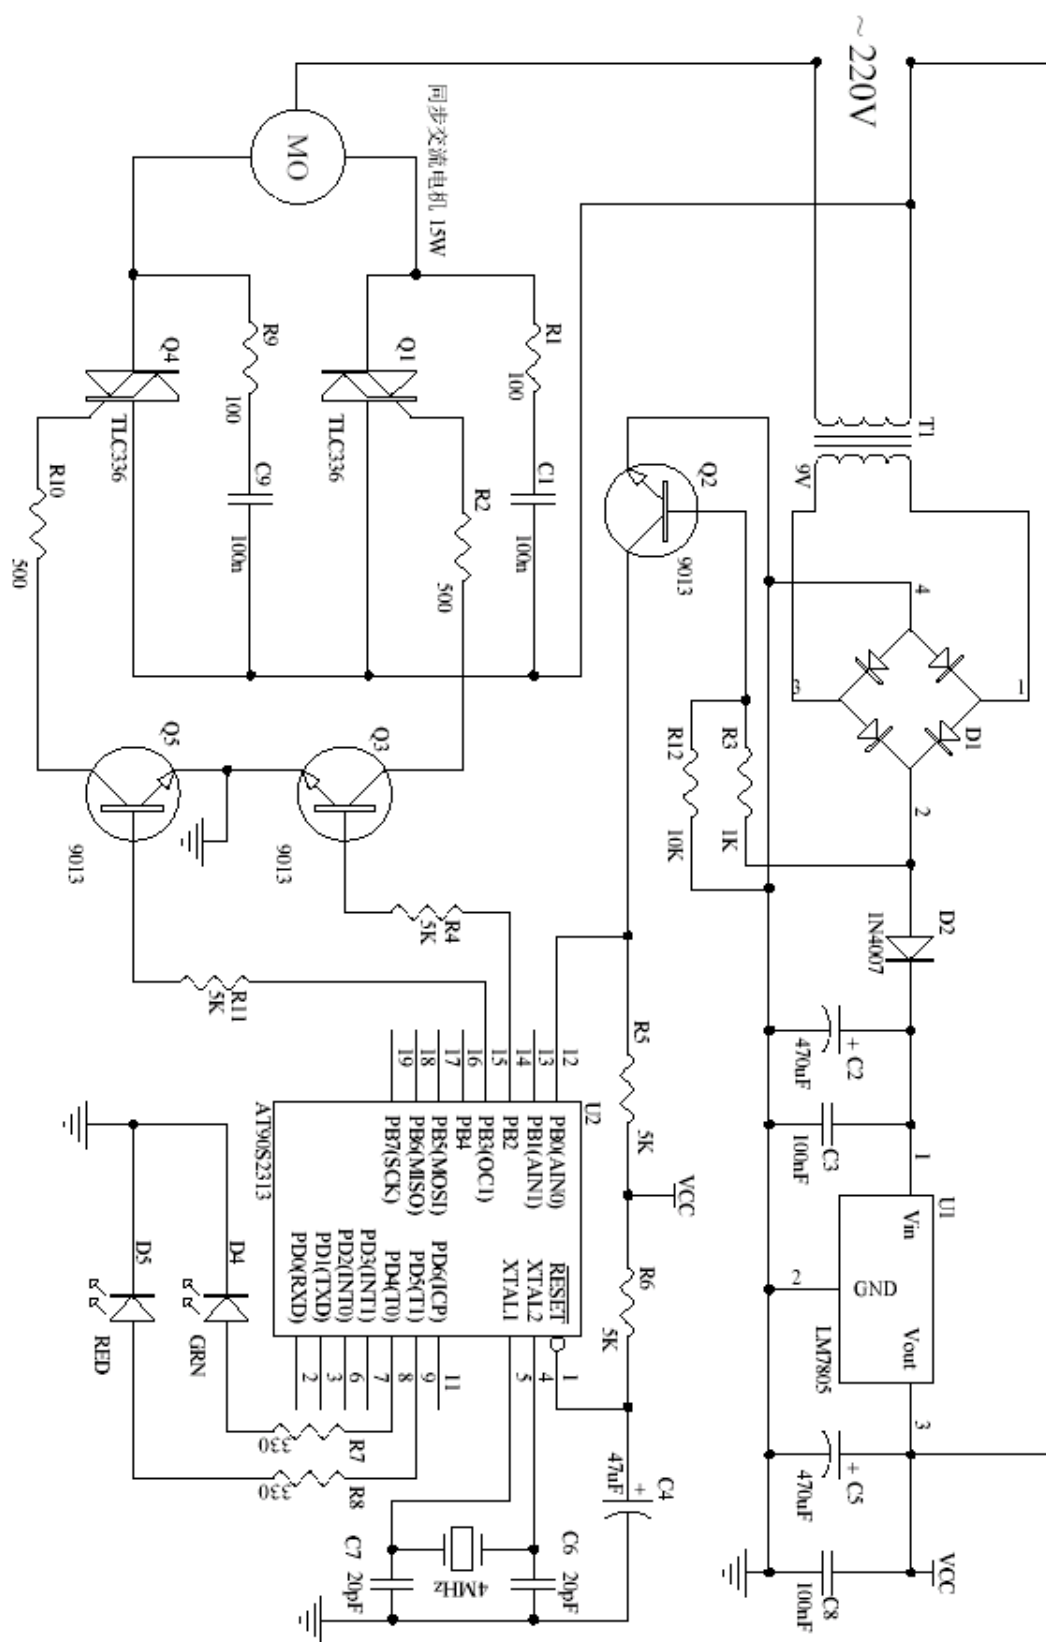 ~220V
同步交流电机 15W
MO
T1
9V
R1
100
Q1
TLC336
R9
100
Q4
TLC336
C1
100n
C9
100n
R2
500
R10
500
Q2
9013
4
3
1
D1
2
R3
1K
R12
10K
Q3
9013
Q5
9013
D2
1N4007
R4
5K
R11
5K
R5
5K
+ C2
470uF
C3
100nF
U1
1
Vin
GND
2
Vout
LM7805
3
VCC
R6
5K
12
13
14
15
16
17
18
19
U2
PB0(AIN0)
PB1(AIN1)
PB2
PB3(OC1)
PB4
PB5(MOSI)
PB6(MISO)
PB7(SCK)
AT90S2313
RESET
XTAL2
XTAL1
PD6(ICP)
PD5(T1)
PD4(T0)
PD3(INT1)
PD2(INT0)
PD1(TXD)
PD0(RXD)
1
4
5
11
9
8
7
6
3
2
D4
GRN
D5
RED
R7
330
R8
330
+
C4
47uF
+ C5
470uF
C6
20pF
C7
20pF
4MHz
C8
100nF
VCC